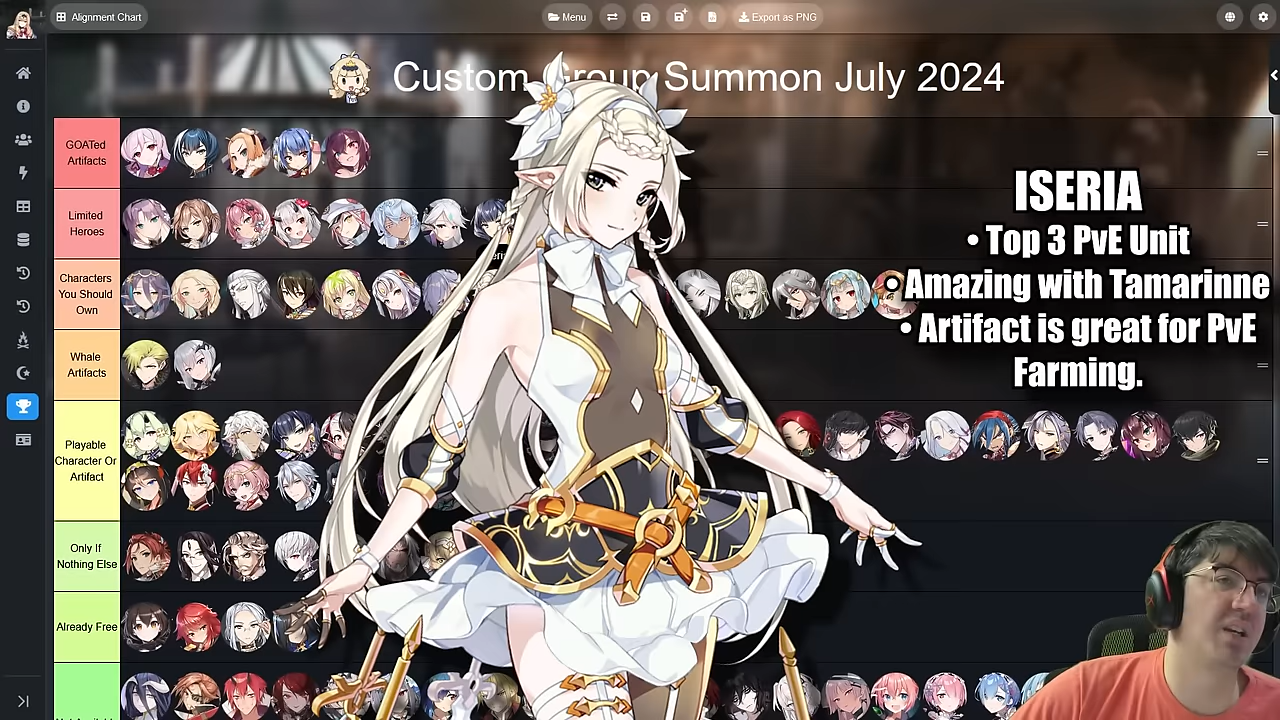 Alignment Chart
Menu
Export as PNG
Custom Group Summon July 2024
GOATed
Artifacts
Limited
Heroes
Characters
You Should
Own
Whale
Artifacts
Playable
Character Or
Artifact
Only If
Nothing Else
Already Free
ISERIA
• Top 3 PvE Unit
• Amazing with Tamarinne
• Artifact is great for PvE
Farming.